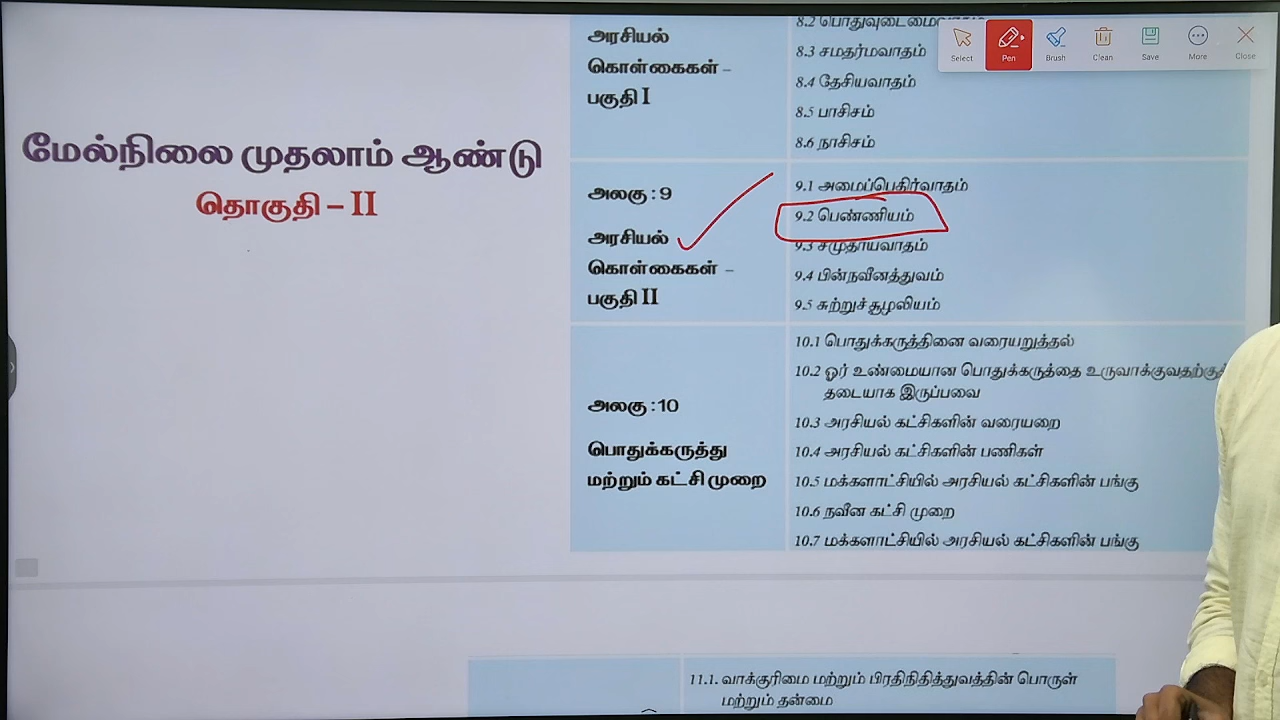 மேல்நிலை முதலாம் ஆண்டு
தொகுதி – II
Select
Pen
Brush
Clean
Save
More
Close
அரசியல்
கொள்கைகள் –
பகுதி I
8.2 பொதுவுடைமைவாதம்
8.3 சமதர்மவாதம்
8.4 தேசியவாதம்
8.5 பாசிசம்
8.6 நாசிசம்
அலகு : 9
அரசியல்
கொள்கைகள் –
பகுதி II
9.1 அமைப்பெதிர்வாதம்
9.2 பெண்ணியம்
9.3 சமுதாயவாதம்
9.4 பின்நவீனத்துவம்
9.5 சுற்றுச்சூழலியம்
அலகு :10
பொதுக்கருத்து
மற்றும் கட்சி முறை
10.1 பொதுக்கருத்தினை வரையறுத்தல்
10.2 ஓர் உண்மையான பொதுக்கருத்தை உருவாக்குவதற்குத்
தடையாக இருப்பவை
10.3 அரசியல் கட்சிகளின் வரையறை
10.4 அரசியல் கட்சிகளின் பணிகள்
10.5 மக்களாட்சியில் அரசியல் கட்சிகளின் பங்கு
10.6 நவீன கட்சி முறை
10.7 மக்களாட்சியில் அரசியல் கட்சிகளின் பங்கு
11.1. வாக்குரிமை மற்றும் பிரதிநிதித்துவத்தின் பொருள்
மற்றும் தன்மை